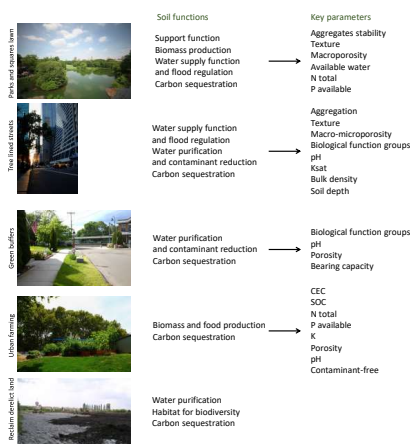 Soil functions
Key parameters
Parks and squares lawn
Support function
Biomass production
Water supply function
and flood regulation
Carbon sequestration
Aggregates stability
Texture
Macroporosity
Available water
N total
P available
Tree lined streets
Water supply function
and flood regulation
Water purification
and contaminant reduction
Carbon sequestration
Aggregation
Texture
Macro-microporosity
Biological function groups
pH
Ksat
Bulk density
Soil depth
Green buffers
Water purification
and contaminant reduction
Carbon sequestration
Biological function groups
pH
Porosity
Bearing capacity
Urban farming
Biomass and food production
Carbon sequestration
CEC
SOC
N total
P available
K
Porosity
pH
Contaminant-free
Reclaim derelict land
Water purification
Habitat for biodiversity
Carbon sequestration